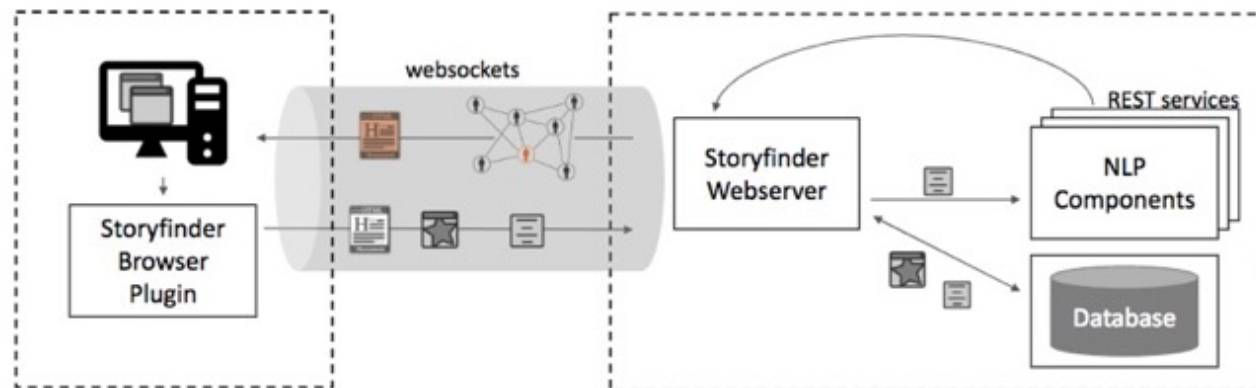 websockets
REST services
Storyfinder
Browser
Plugin
Storyfinder
Webserver
NLP
Components
Database
H
H